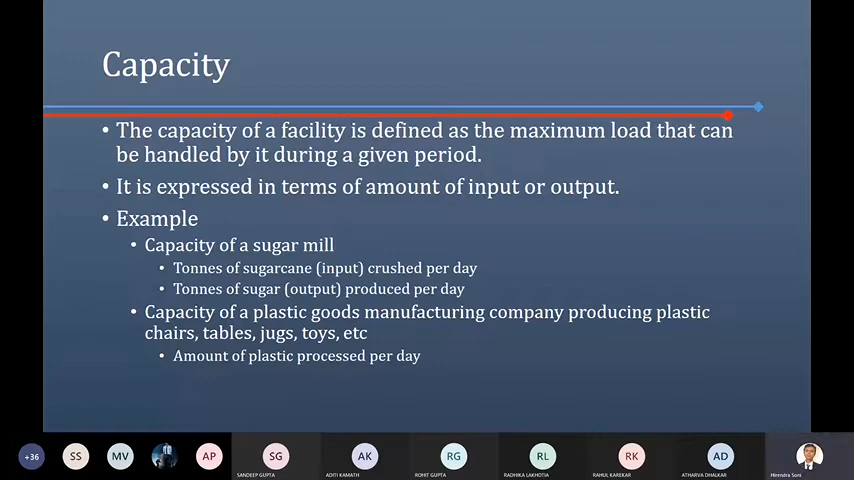 Capacity
• The capacity of a facility is defined as the maximum load that can
be handled by it during a given period.
• It is expressed in terms of amount of input or output.
• Example
• Capacity of a sugar mill
• Tonnes of sugarcane (input) crushed per day
• Tonnes of sugar (output) produced per day
• Capacity of a plastic goods manufacturing company producing plastic
chairs, tables, jugs, toys, etc
• Amount of plastic processed per day
+36 SS MV AP SG AK RG RL RK AD
SANDEEP GUPTA ADITI KAMATH ROHIT GUPTA RADHIKA LAKHOTIA RAHUL KAREKAR ATHARVA DHALKAR Hirendra Soni